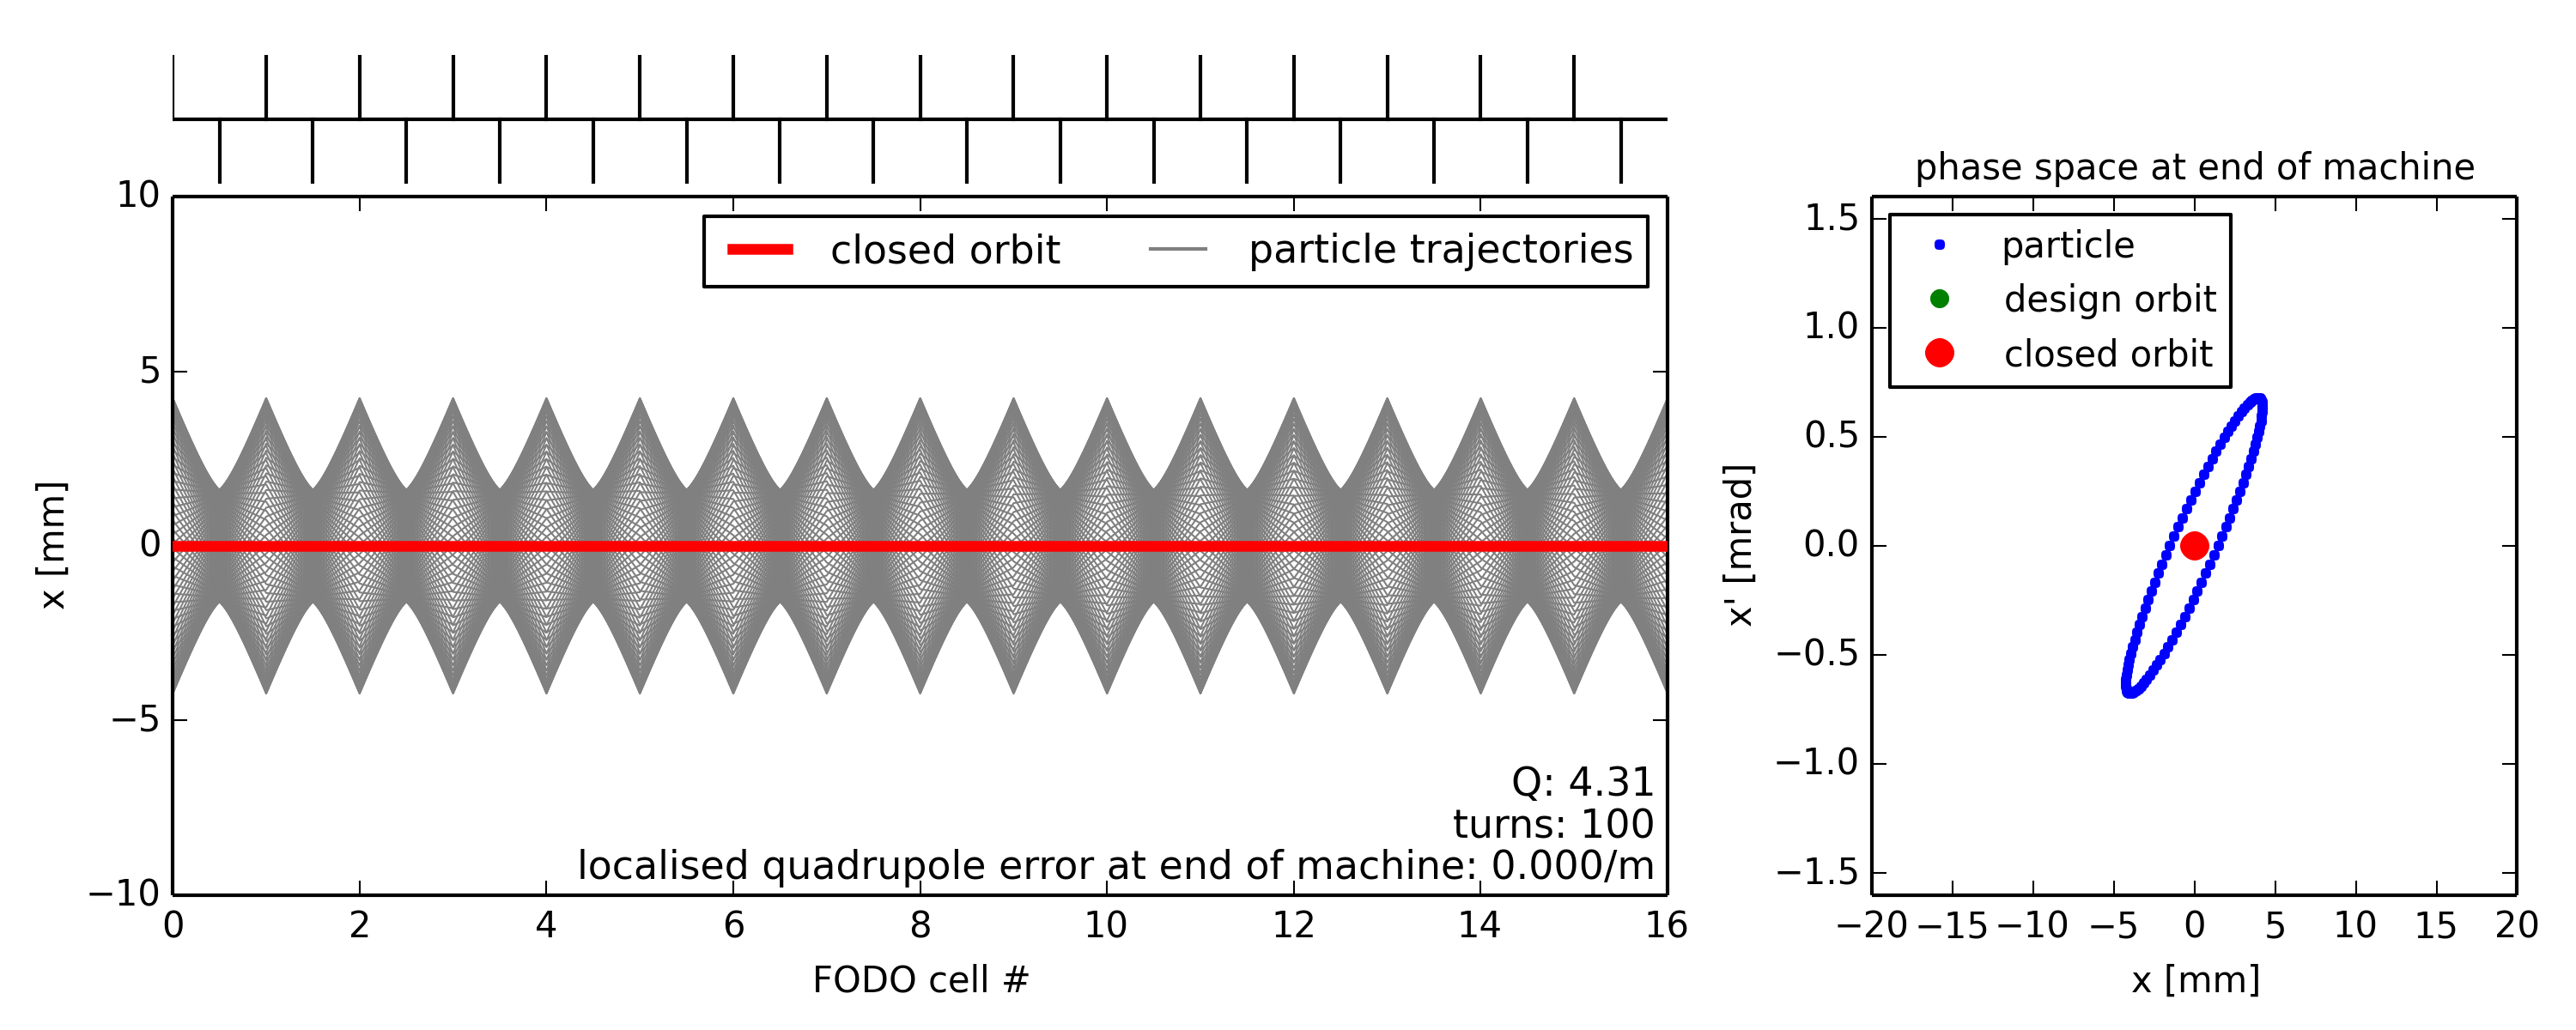 closed orbit
particle trajectories
10
5
0
−5
−10
x [mm]
Q: 4.31
turns: 100
localised quadrupole error at end of machine: 0.000/m
0 2 4 6 8 10 12 14 16
FODO cell #
phase space at end of machine
particle
design orbit
closed orbit
1.5
1.0
0.5
0.0
−0.5
−1.0
−1.5
x' [mrad]
−20 −15 −10 −5 0 5 10 15 20
x [mm]